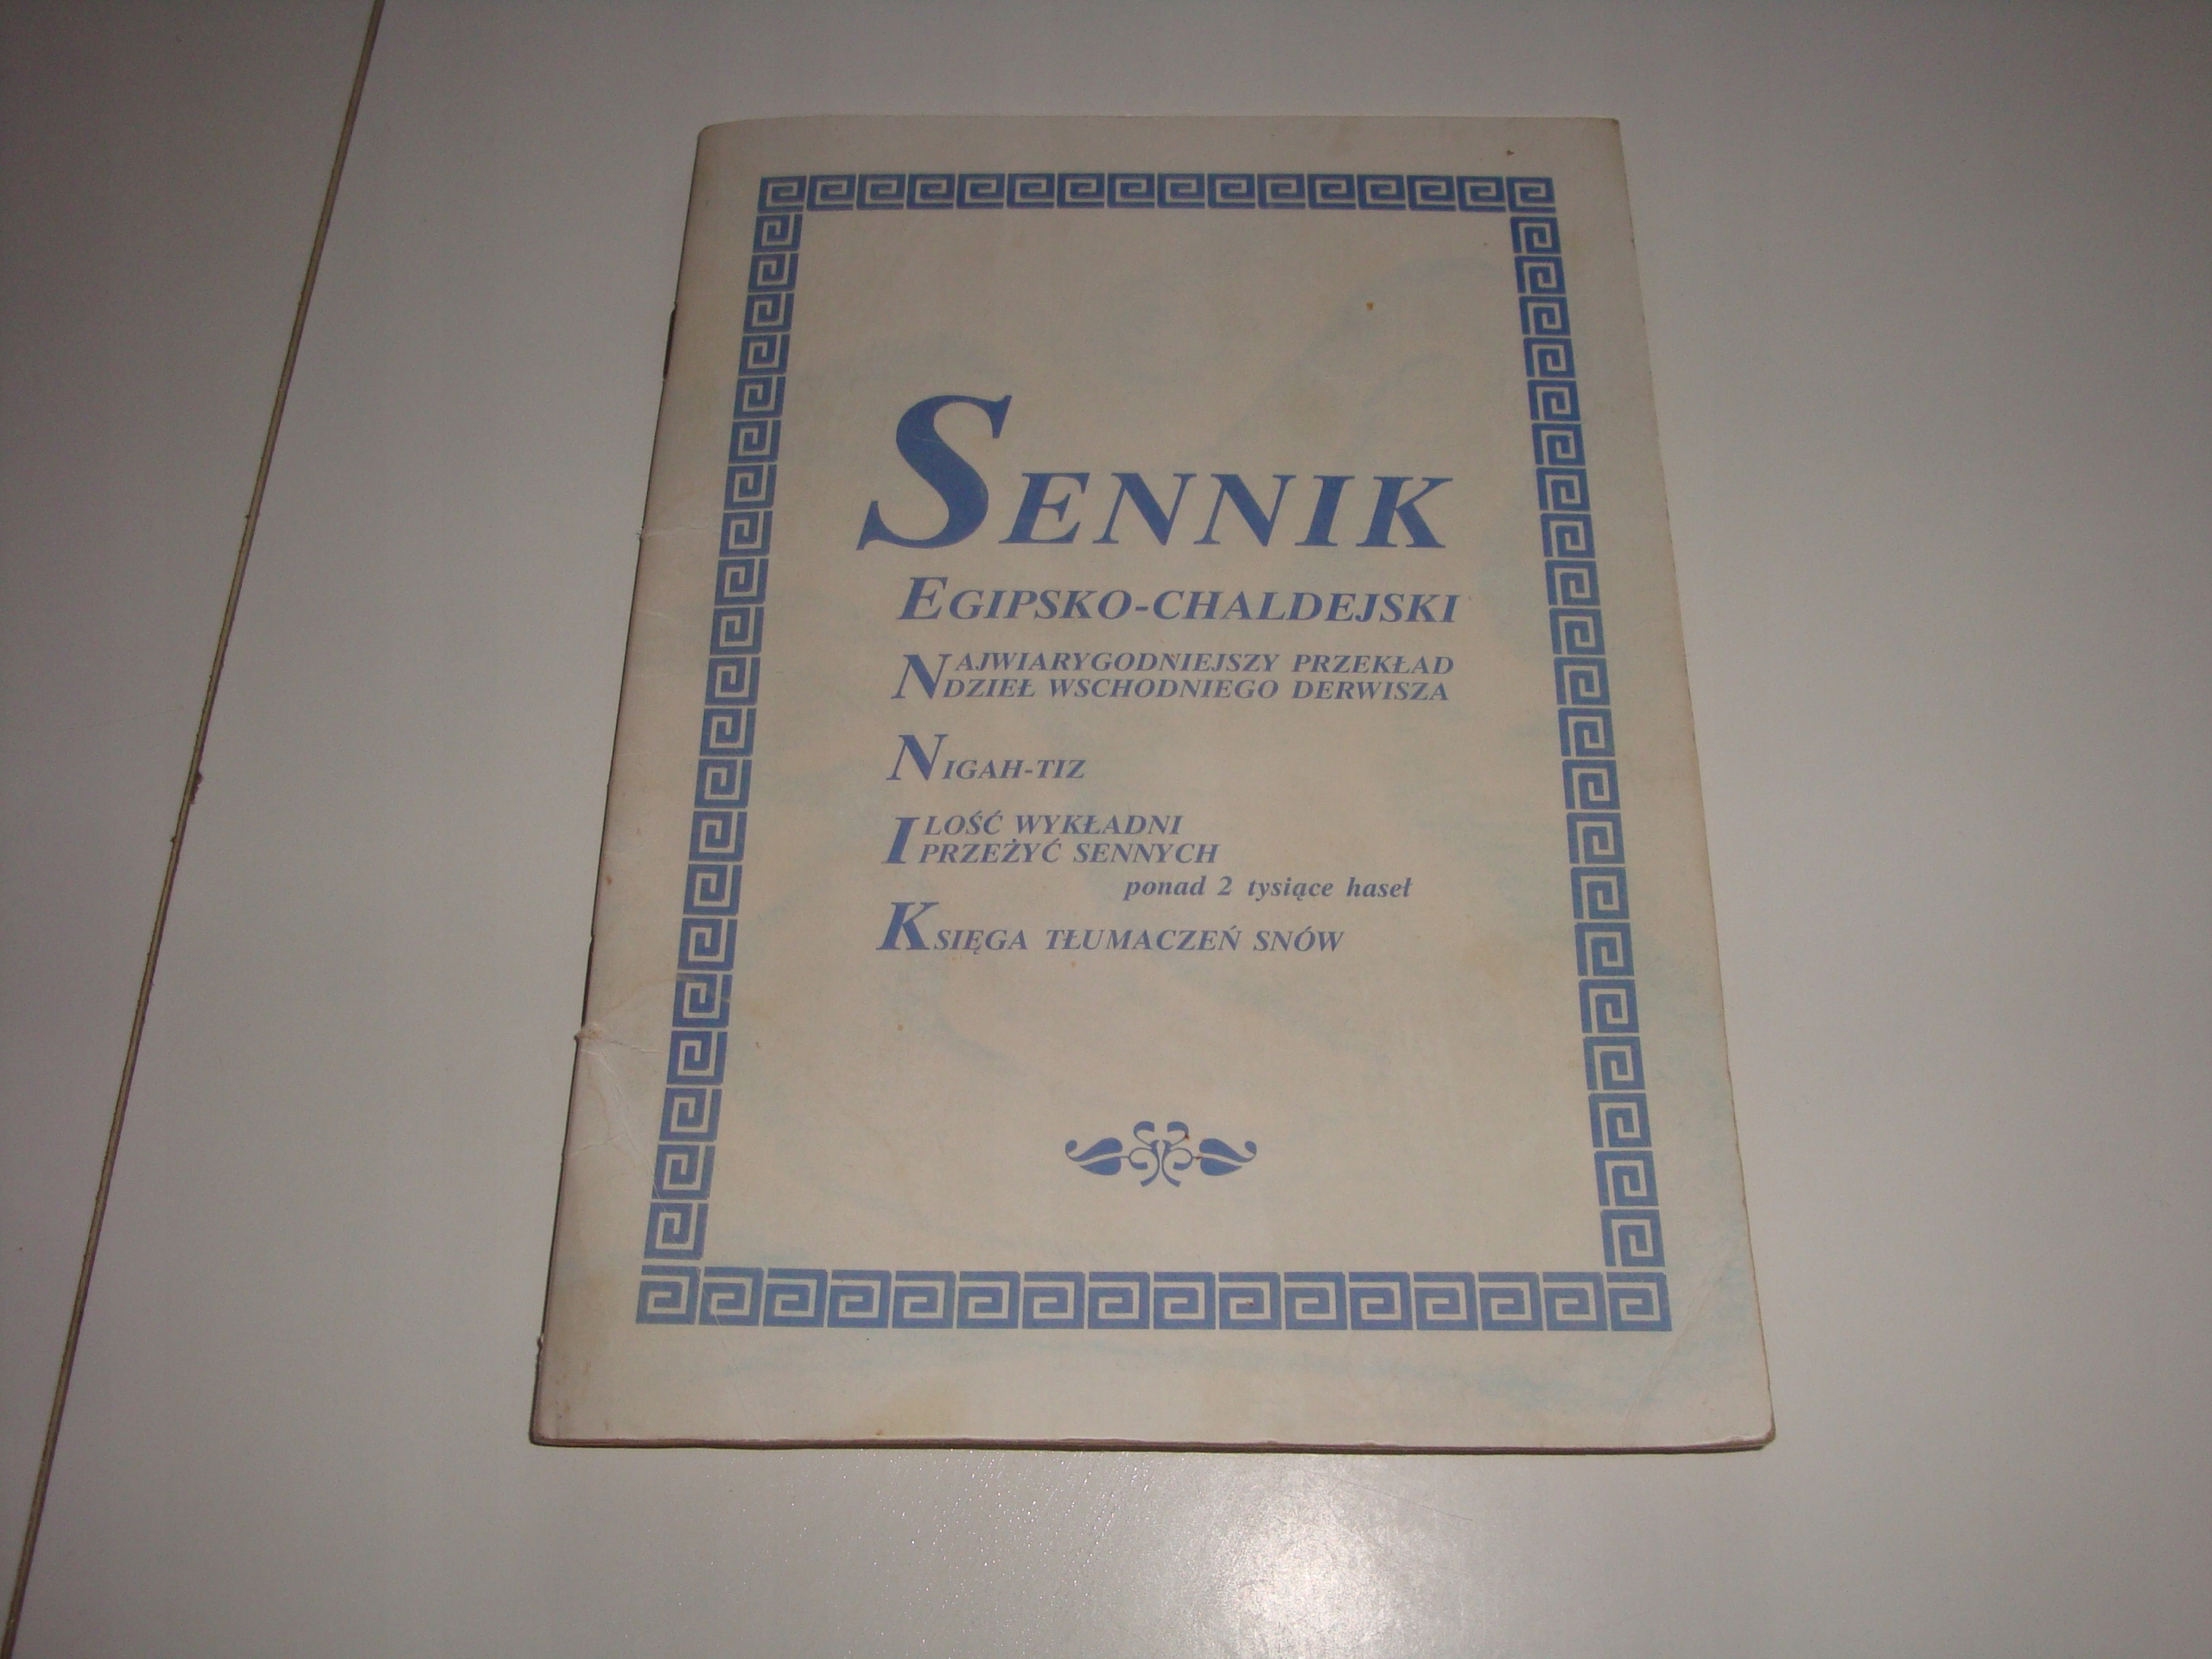 SENNIK
EGIPSKO-CHALDEJSKI
NAJWIARYGODNIEJSZY PRZEKŁAD
DZIEŁ WSCHODNIEGO DERWISZA
NIGAH-TIZ
ILOŚĆ WYKŁADNI
PRZEŻYĆ SENNYCH
ponad 2 tysiące haseł
KSIĘGA TŁUMACZEŃ SNÓW